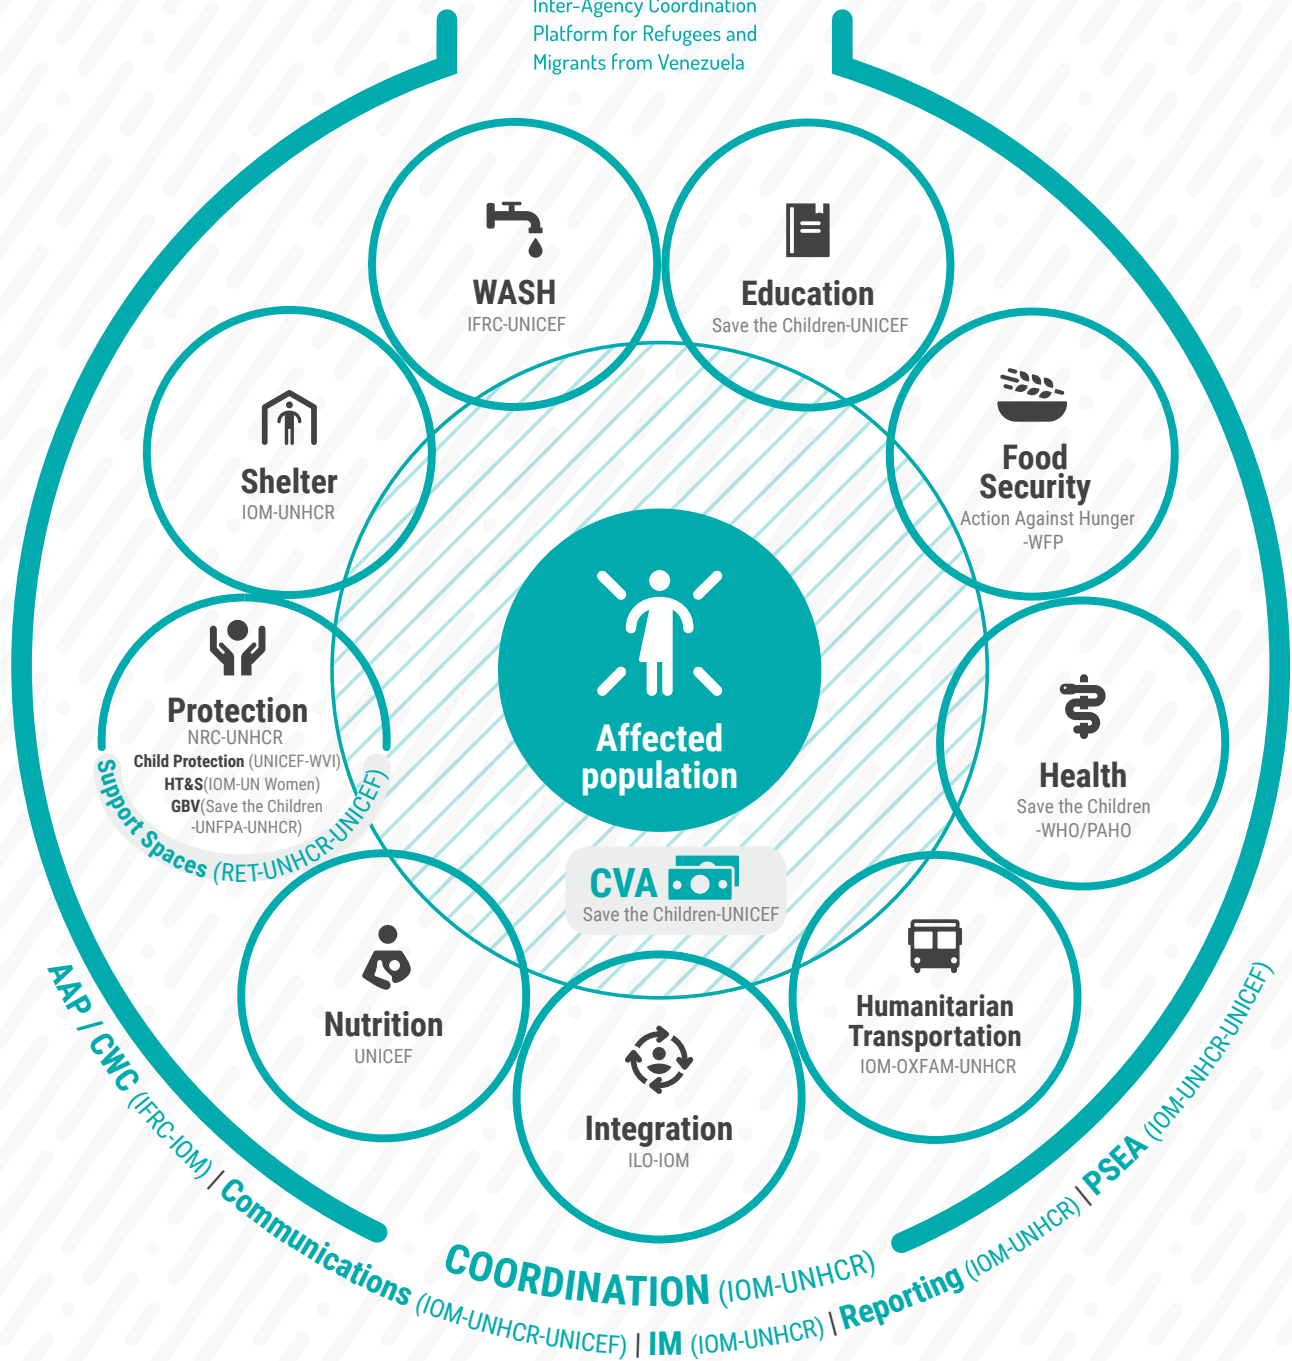 Inter-Agency Coordination
Platform for Refugees and
Migrants from Venezuela
WASH
IFRC-UNICEF
Education
Save the Children-UNICEF
Shelter
IOM-UNHCR
Food
Security
Action Against Hunger
-WFP
Protection
NRC-UNHCR
Child Protection (UNICEF-WVI)
HT&S(IOM-UN Women)
GBV(Save the Children
-UNFPA-UNHCR)
Support Spaces (RET-UNHCR-UNICEF)
Affected
population
Health
Save the Children
-WHO/PAHO
CVA
Save the Children-UNICEF
Nutrition
UNICEF
Humanitarian
Transportation
IOM-OXFAM-UNHCR
Integration
ILO-IOM
COORDINATION (IOM-UNHCR)
AAP / CWC (IFRC-IOM) | Communications (IOM-UNHCR-UNICEF) | IM (IOM-UNHCR) | Reporting (IOM-UNHCR) | PSEA (IOM-UNHCR-UNICEF)